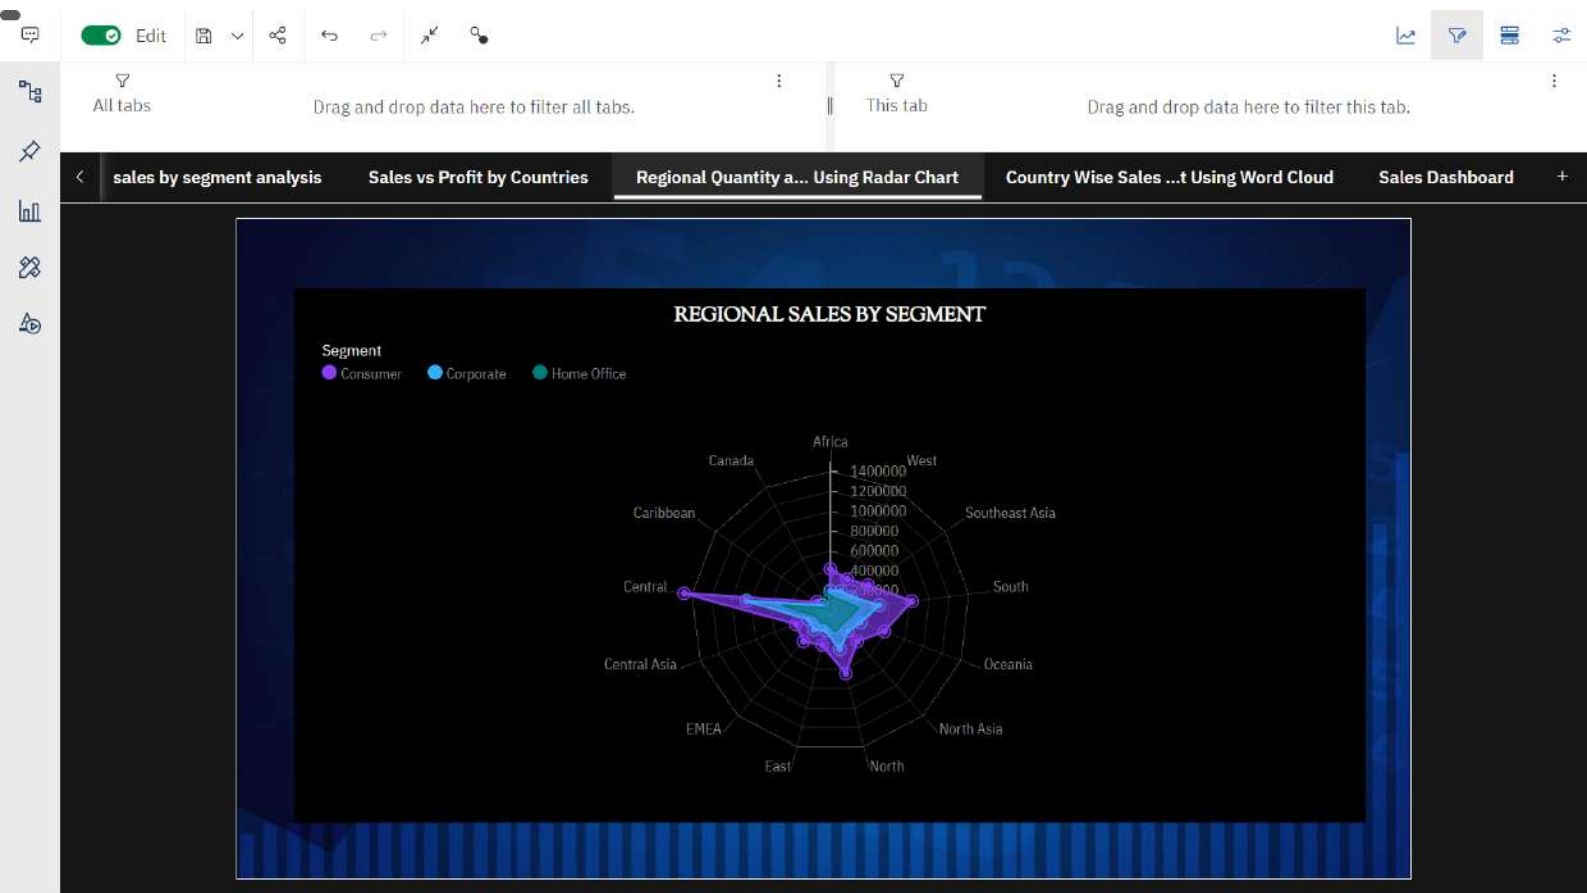 Edit
All tabs
Drag and drop data here to filter all tabs.
This tab
Drag and drop data here to filter this tab.
sales by segment analysis
Sales vs Profit by Countries
Regional Quantity a... Using Radar Chart
Country Wise Sales ...t Using Word Cloud
Sales Dashboard
REGIONAL SALES BY SEGMENT
Segment
Consumer
Corporate
Home Office
Africa
Canada
West
1400000
1200000
Caribbean
1000000
Southeast Asia
800000
600000
400000
Central
South
Central Asia
Oceania
EMEA
North Asia
East
North